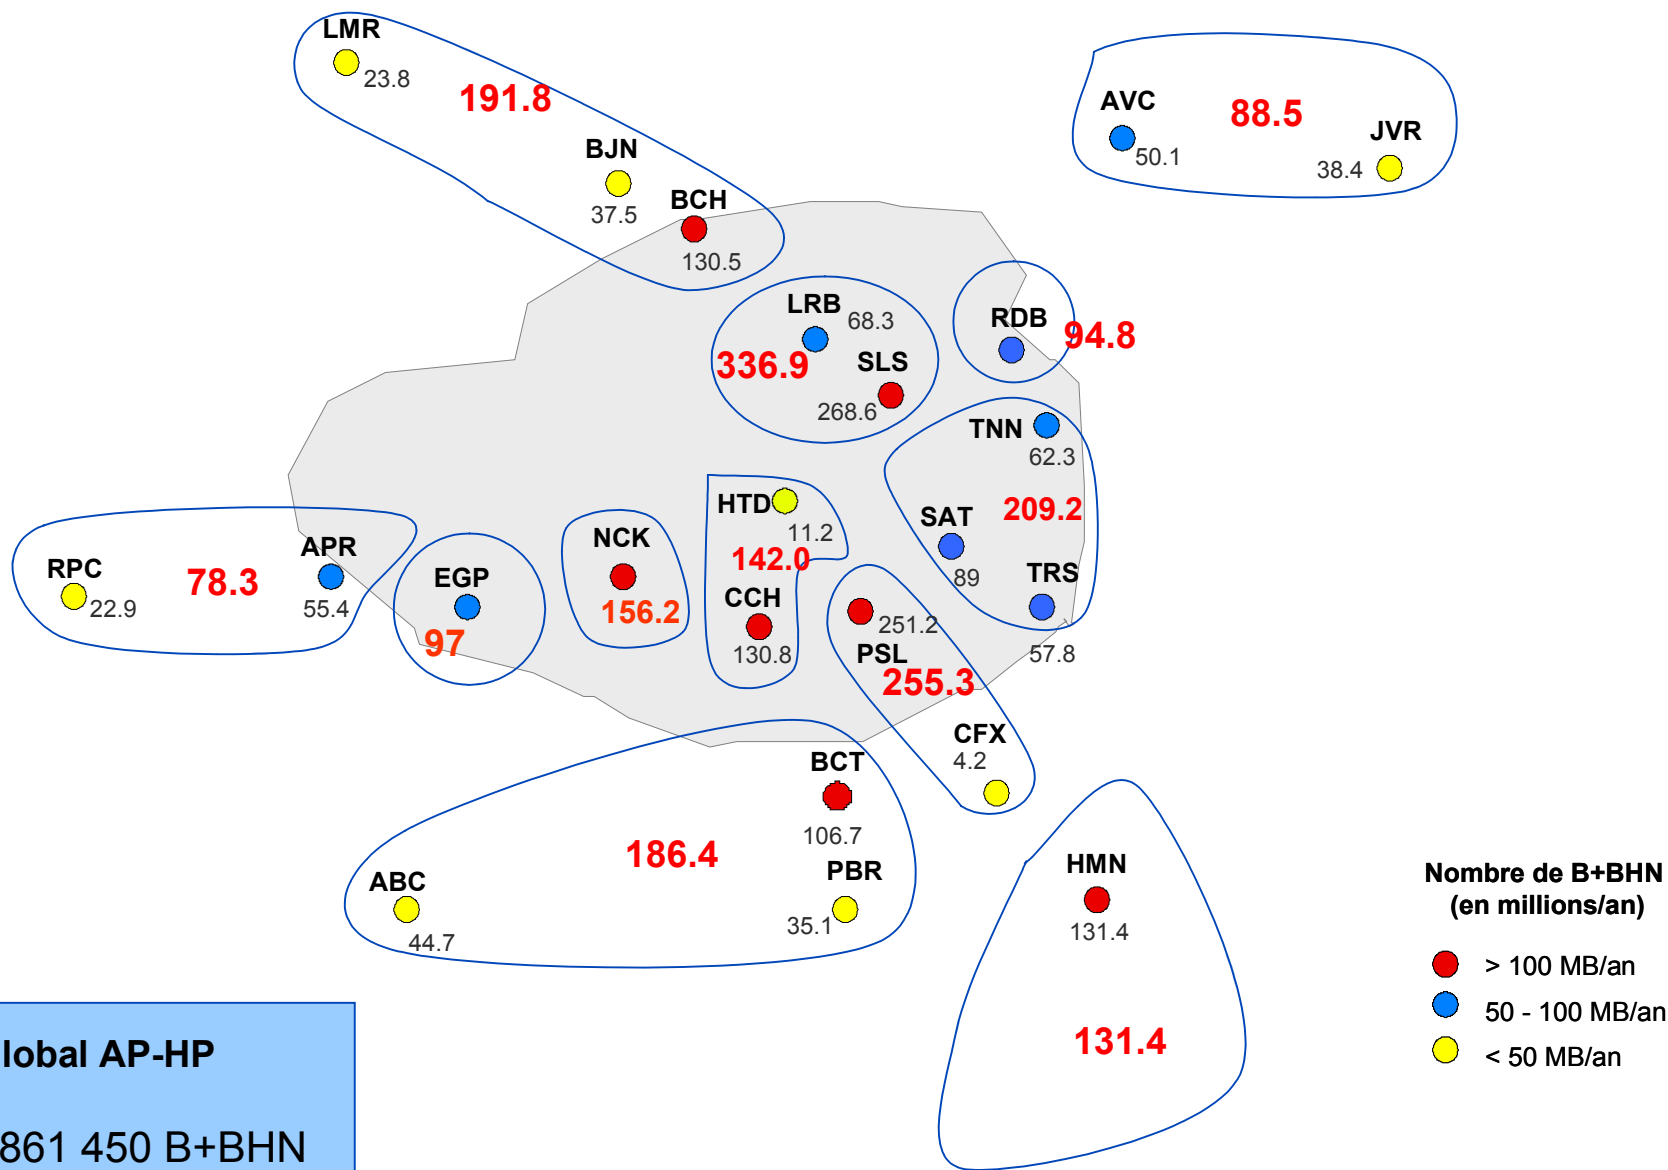 LMR
23.8
191.8
BJN
37.5
BCH
130.5
AVC
50.1
88.5
JVR
38.4
LRB
68.3
336.9
SLS
268.6
RDB
94.8
TNN
62.3
209.2
SAT
89
TRS
57.8
HTD
11.2
142.0
CCH
130.8
NCK
156.2
EGP
97
APR
55.4
78.3
RPC
22.9
251.2
PSL
255.3
CFX
4.2
BCT
106.7
186.4
PBR
35.1
ABC
44.7
HMN
131.4
131.4
Nombre de B+BHN
(en millions/an)
> 100 MB/an
50 - 100 MB/an
< 50 MB/an
lobal AP-HP
861 450 B+BHN